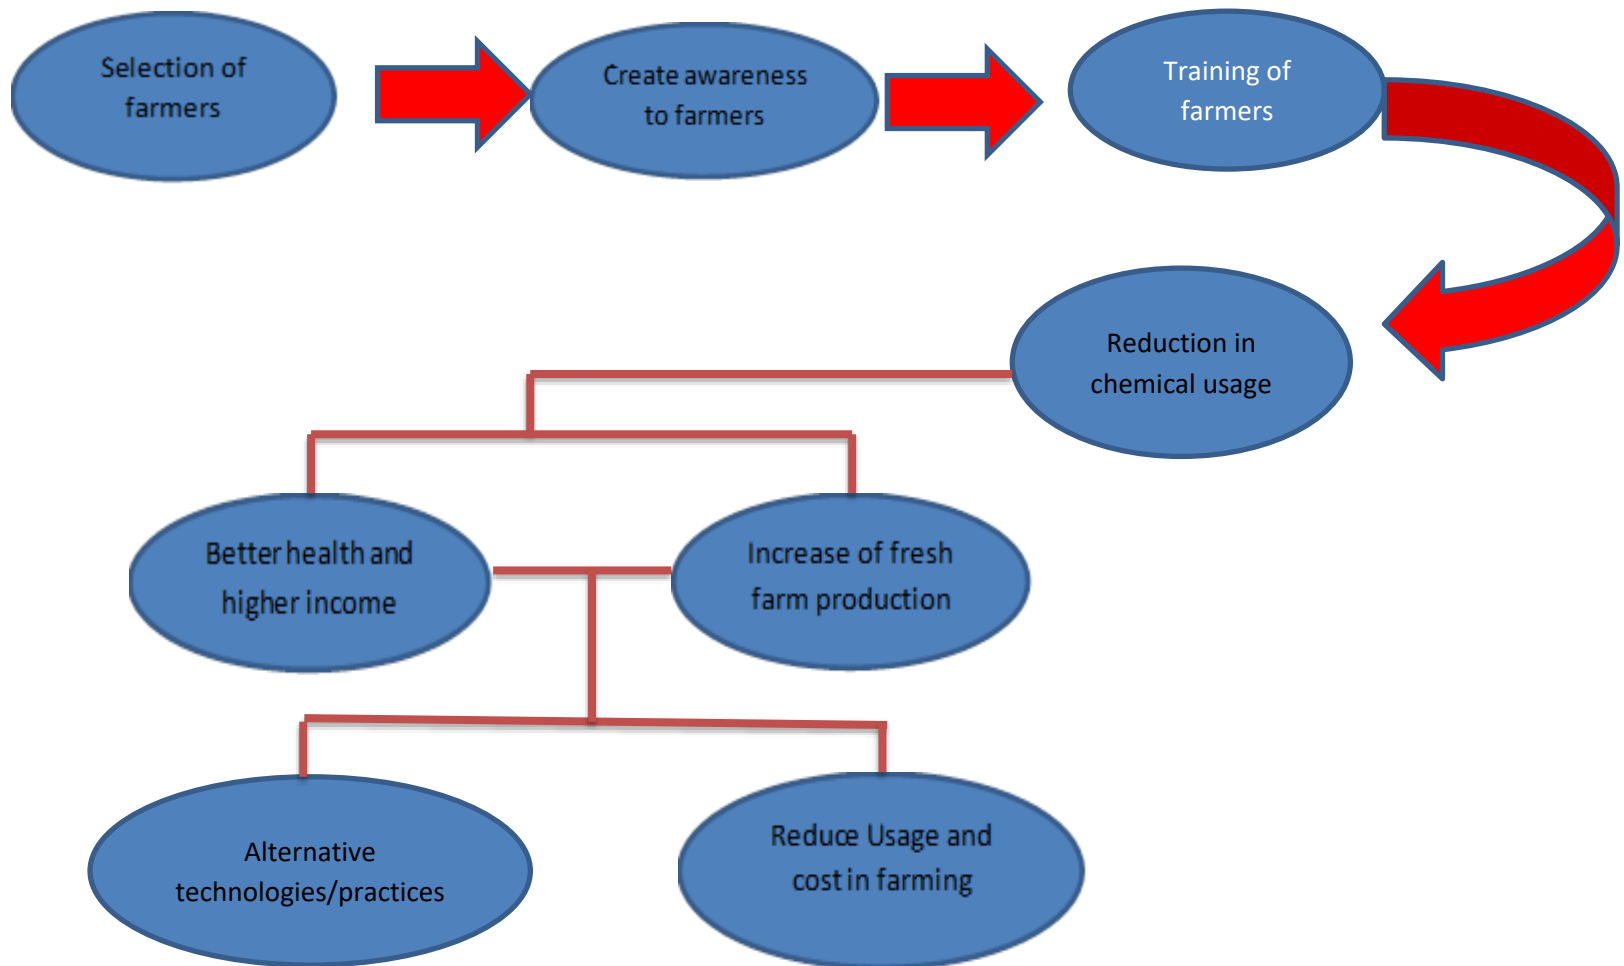 Selection of
farmers
Create awareness
to farmers
Training of
farmers
Reduction in
chemical usage
Better health and
higher income
Increase of fresh
farm production
Alternative
technologies/practices
Reduce Usage and
cost in farming